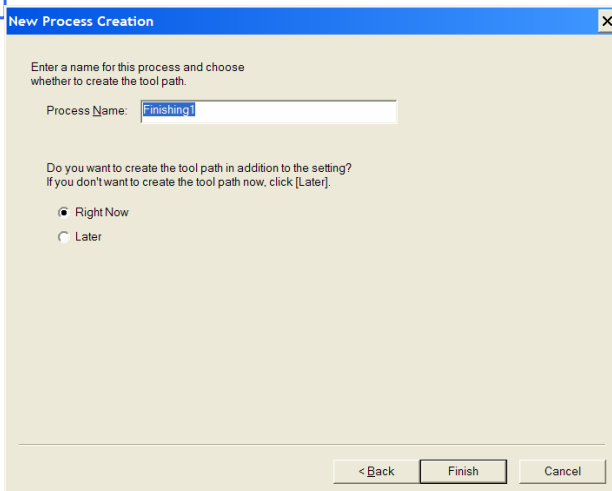 New Process Creation
Enter a name for this process and choose
whether to create the tool path.
Process Name: Finishing1
Do you want to create the tool path in addition to the setting?
If you don't want to create the tool path now, click [Later].
Right Now
Later
< Back Finish Cancel